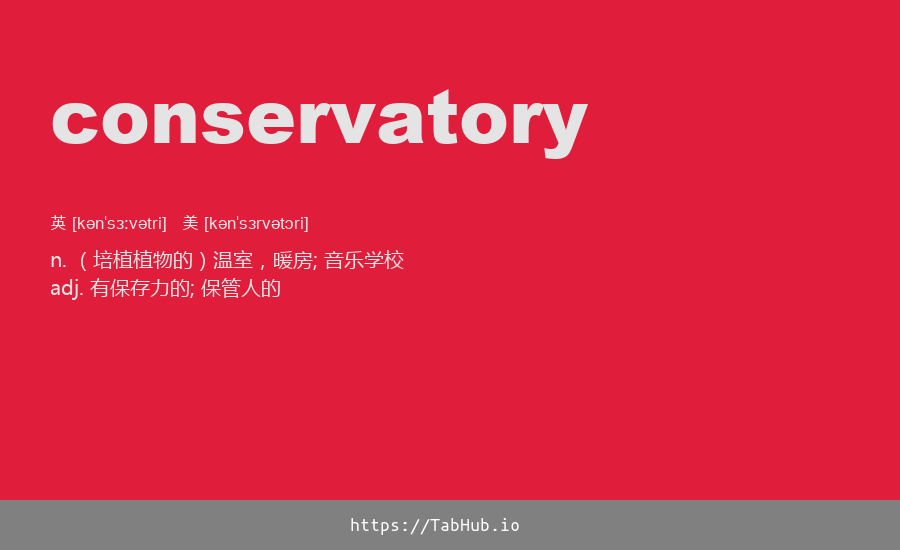 conservatory
英 [kən'sɜːvətri] 美 [kən'sɜrvətɔri]
n. （培植植物的）温室，暖房; 音乐学校
adj. 有保存力的; 保管人的
https://TabHub.io